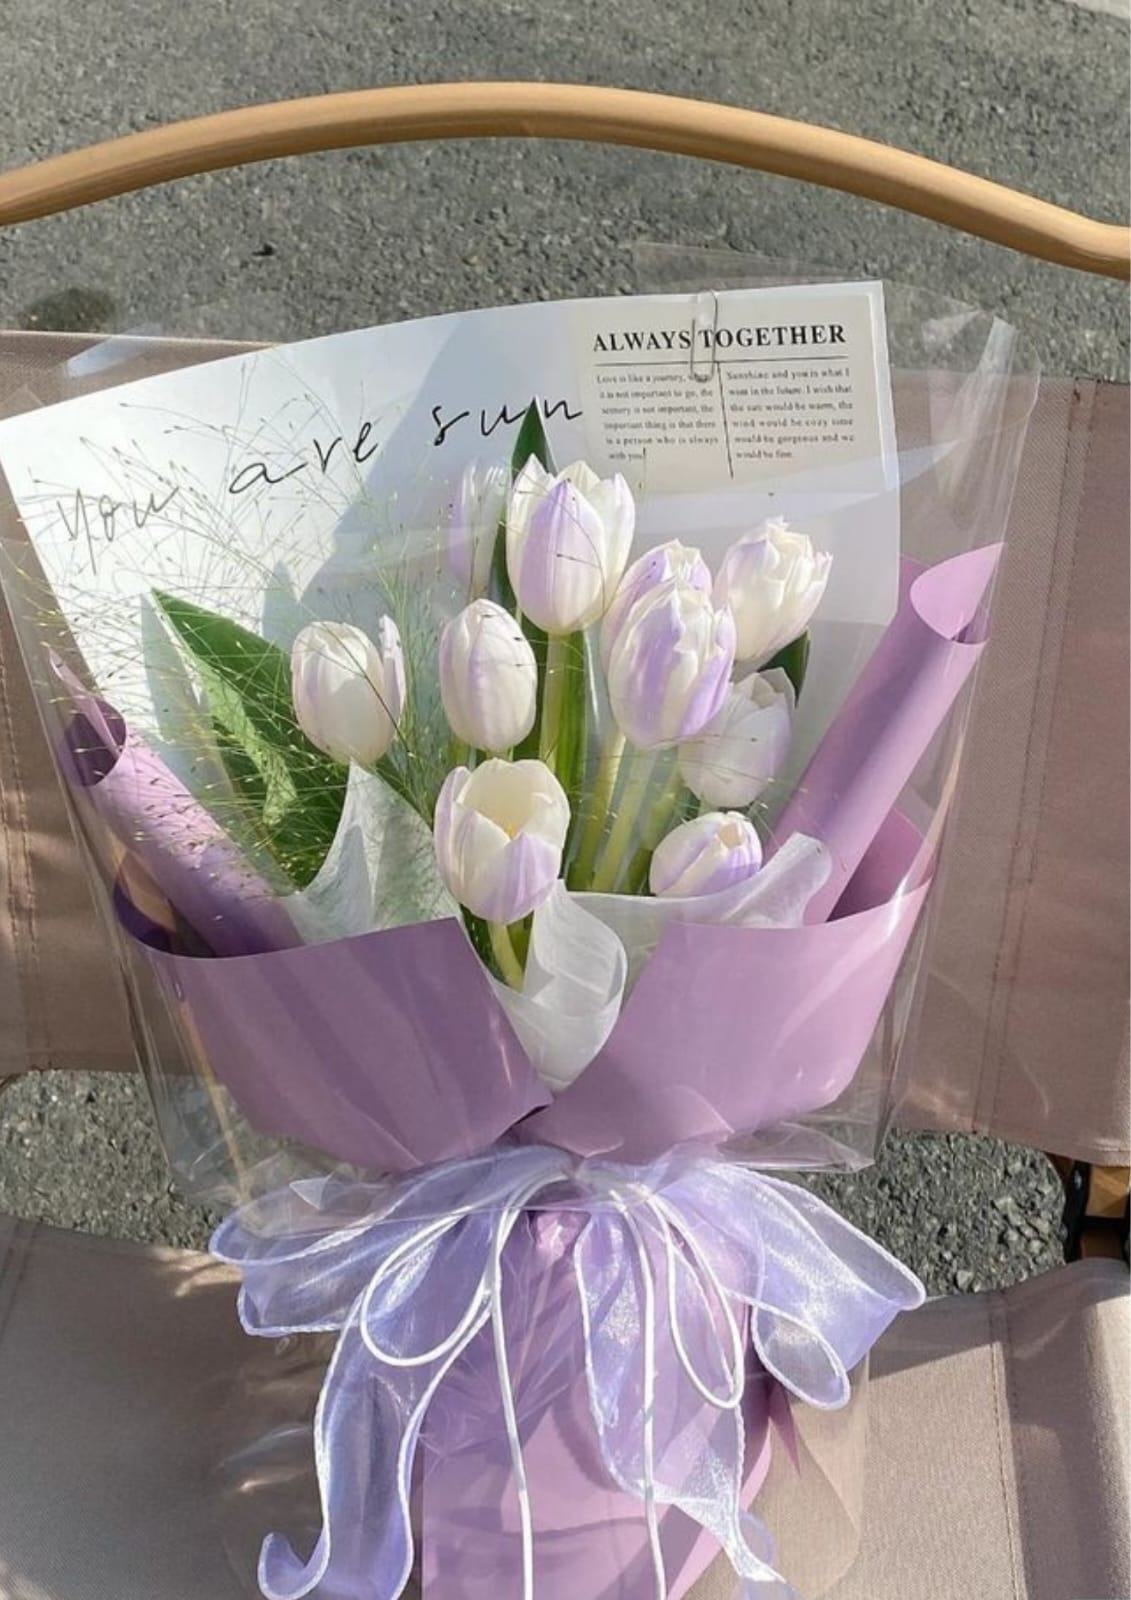 You are sun
ALWAYS TOGETHER
Love is like a journey, where
it is not important to go, the
scenery is not important, the
important thing is that there
is a person who is always
with you!
Sunshine and you in what I
want in the future. I wish that
the sun would be warm, the
wind would be cozy some
would be gorgeous and we
would be fine.